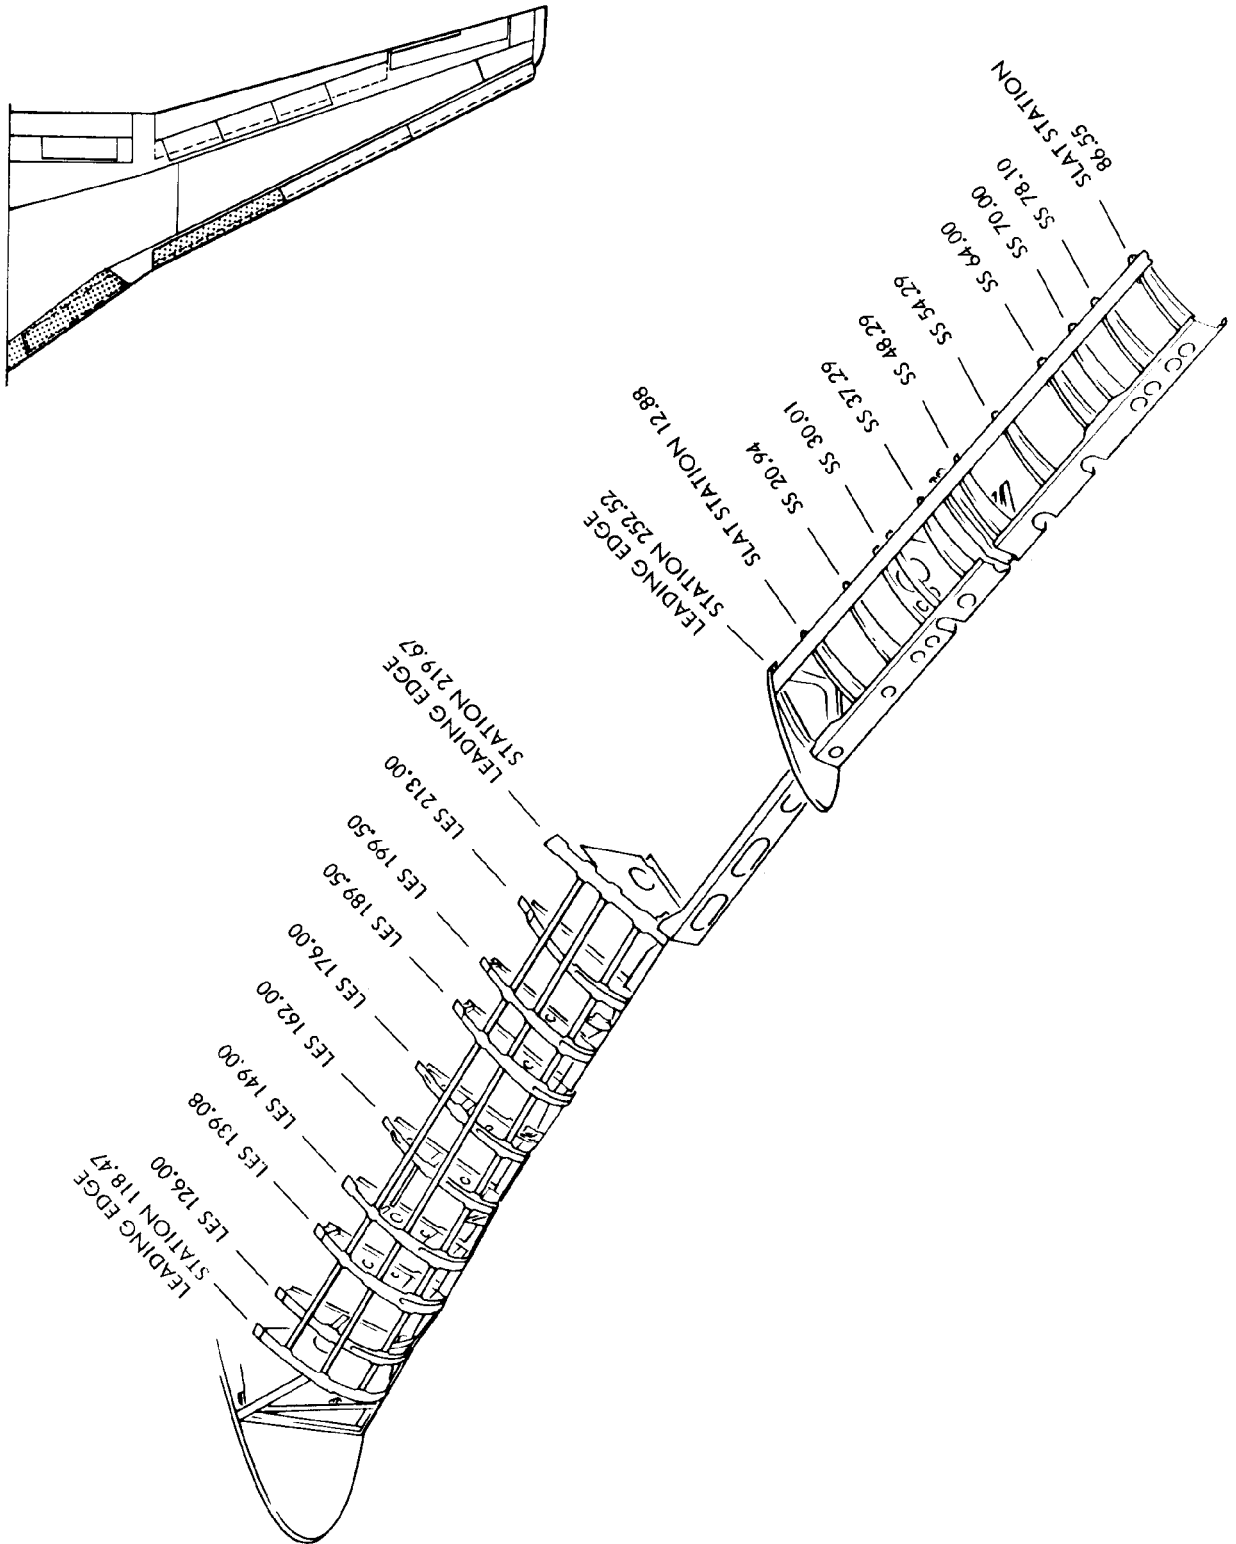 SLAT STATION
86.55
SS 78.10
SS 70.00
SS 64.00
SS 54.29
SS 48.29
SS 37.29
SS 30.01
SS 20.94
SLAT STATION 12.88
LEADING EDGE
STATION 252.52
LEADING EDGE
STATION 219.67
LES 213.00
LES 199.50
LES 189.50
LES 176.00
LES 162.00
LES 149.00
LES 139.08
LES 126.00
LEADING EDGE
STATION 118.47